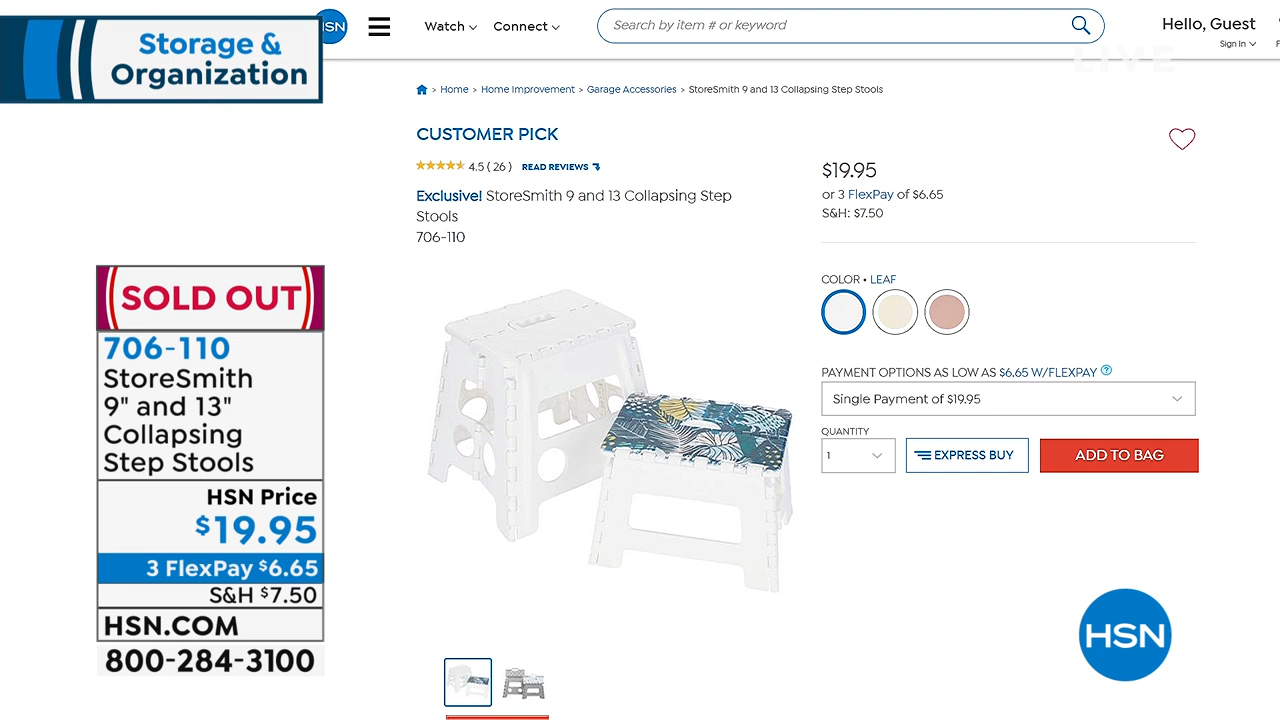 Storage &
Organization
HSN
Watch
Connect
Search by item # or keyword
Hello, Guest
Sign In
LIVE
> Home > Home Improvement > Garage Accessories > StoreSmith 9 and 13 Collapsing Step Stools
CUSTOMER PICK
4.5 ( 26 ) READ REVIEWS
Exclusive! StoreSmith 9 and 13 Collapsing Step
Stools
706-110
$19.95
or 3 FlexPay of $6.65
S&H: $7.50
COLOR • LEAF
PAYMENT OPTIONS AS LOW AS $6.65 W/FLEXPAY ?
Single Payment of $19.95
QUANTITY
1
EXPRESS BUY
ADD TO BAG
SOLD OUT
706-110
StoreSmith
9" and 13"
Collapsing
Step Stools
HSN Price
$19.95
3 FlexPay $6.65
S&H $7.50
HSN.COM
800-284-3100
HSN